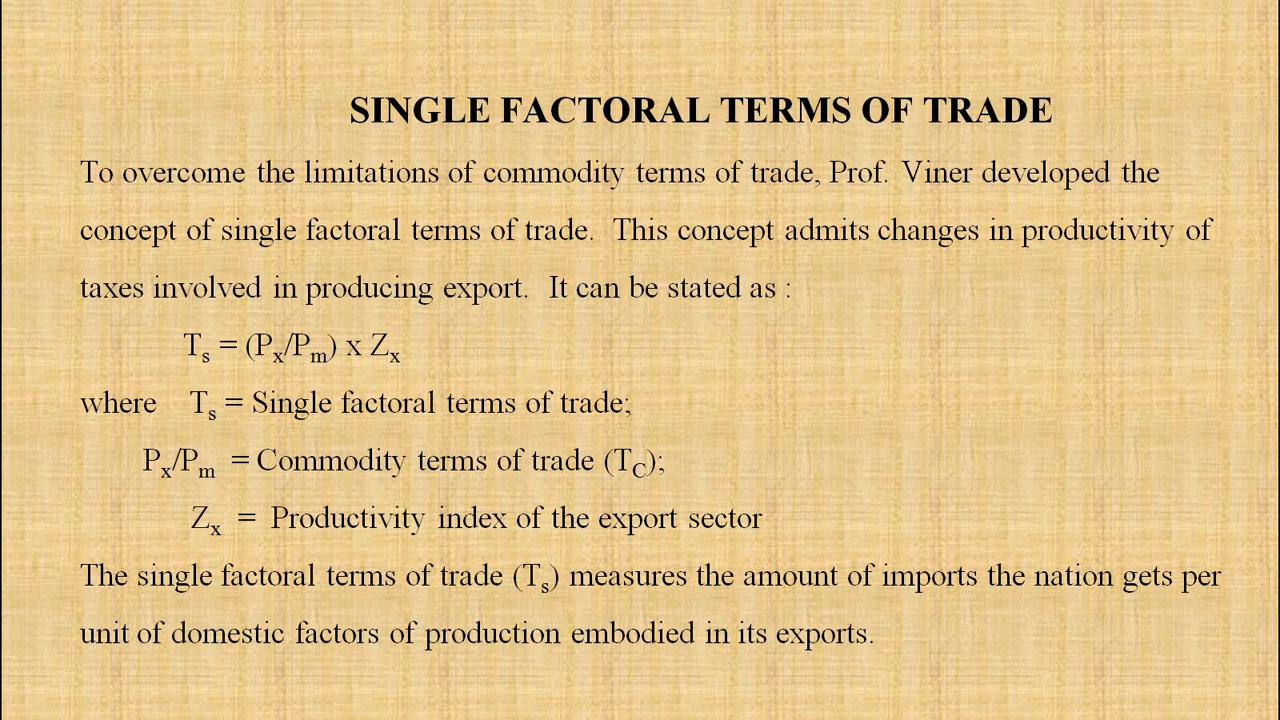 SINGLE FACTORAL TERMS OF TRADE
To overcome the limitations of commodity terms of trade, Prof. Viner developed the
concept of single factoral terms of trade. This concept admits changes in productivity of
taxes involved in producing export. It can be stated as :
Tₛ = (Pₓ/Pₘ) x Zₓ
where Tₛ = Single factoral terms of trade;
Pₓ/Pₘ = Commodity terms of trade (T_C);
Zₓ = Productivity index of the export sector
The single factoral terms of trade (Tₛ) measures the amount of imports the nation gets per
unit of domestic factors of production embodied in its exports.